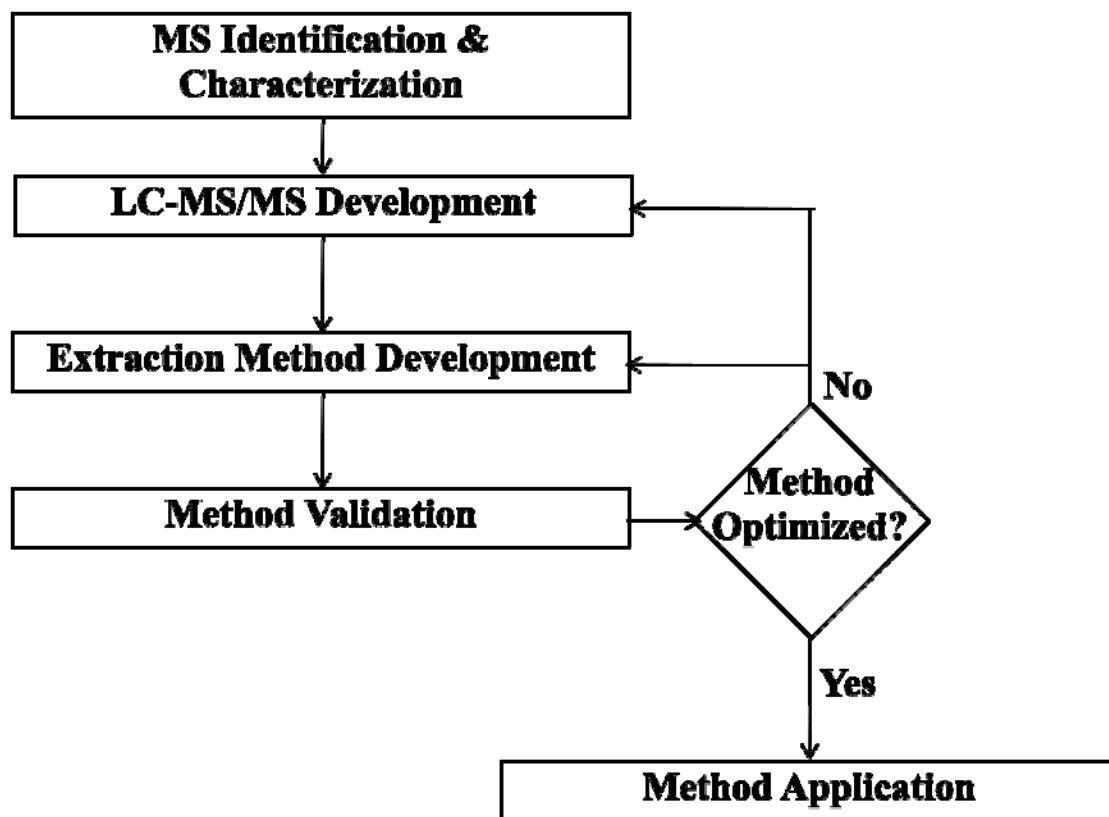 MS Identification &
Characterization
LC-MS/MS Development
Extraction Method Development
No
Method Validation
Method
Optimized?
Yes
Method Application